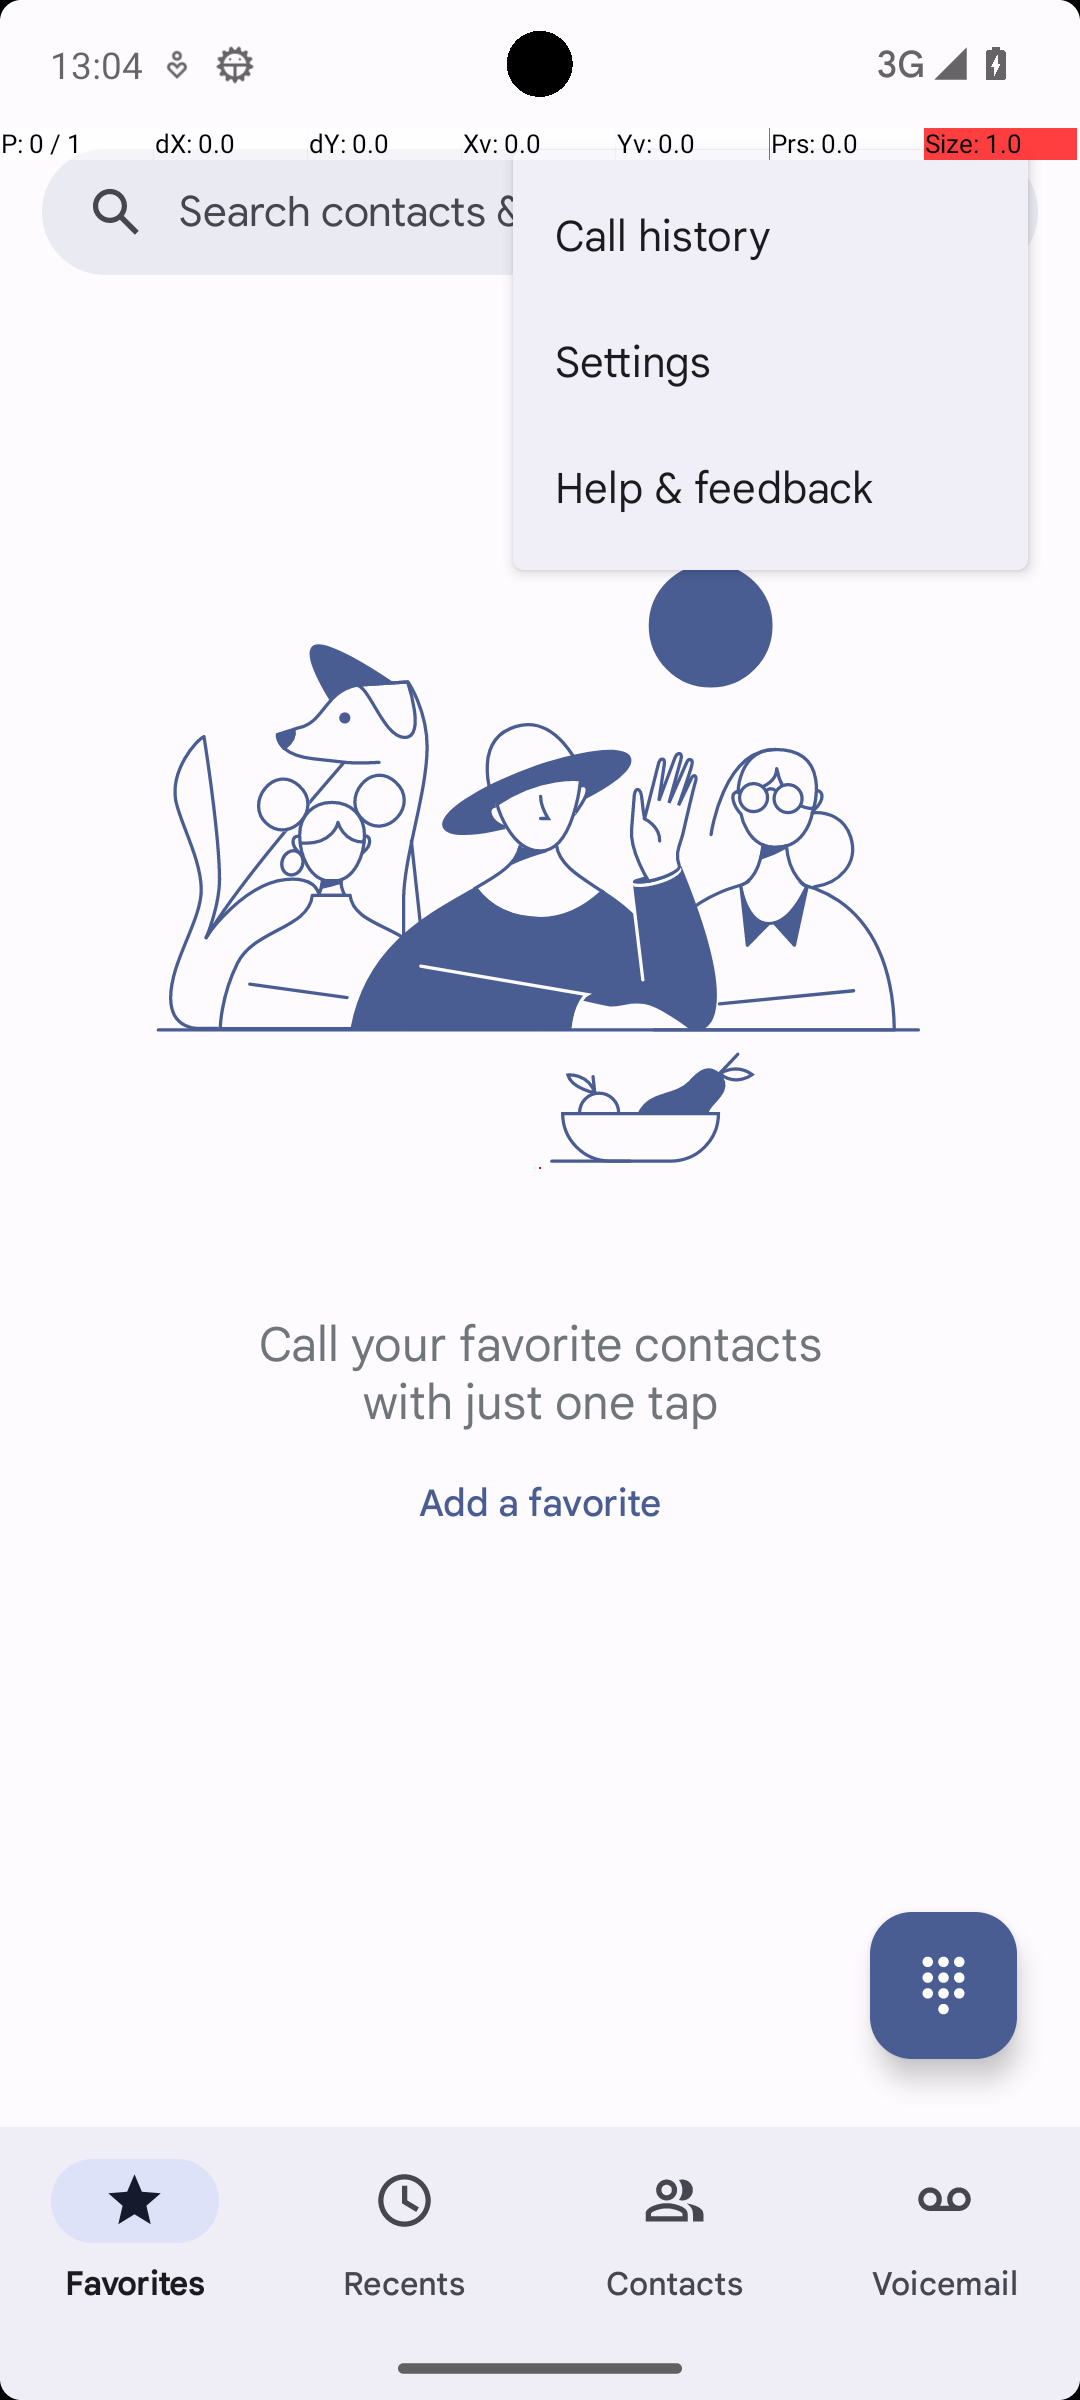 13:04
3G
P: 0 / 1 dX: 0.0 dY: 0.0 Xv: 0.0 Yv: 0.0 Prs: 0.0 Size: 1.0
Search contacts &
Call history
Settings
Help & feedback
Call your favorite contacts
with just one tap
Add a favorite
Favorites Recents Contacts Voicemail